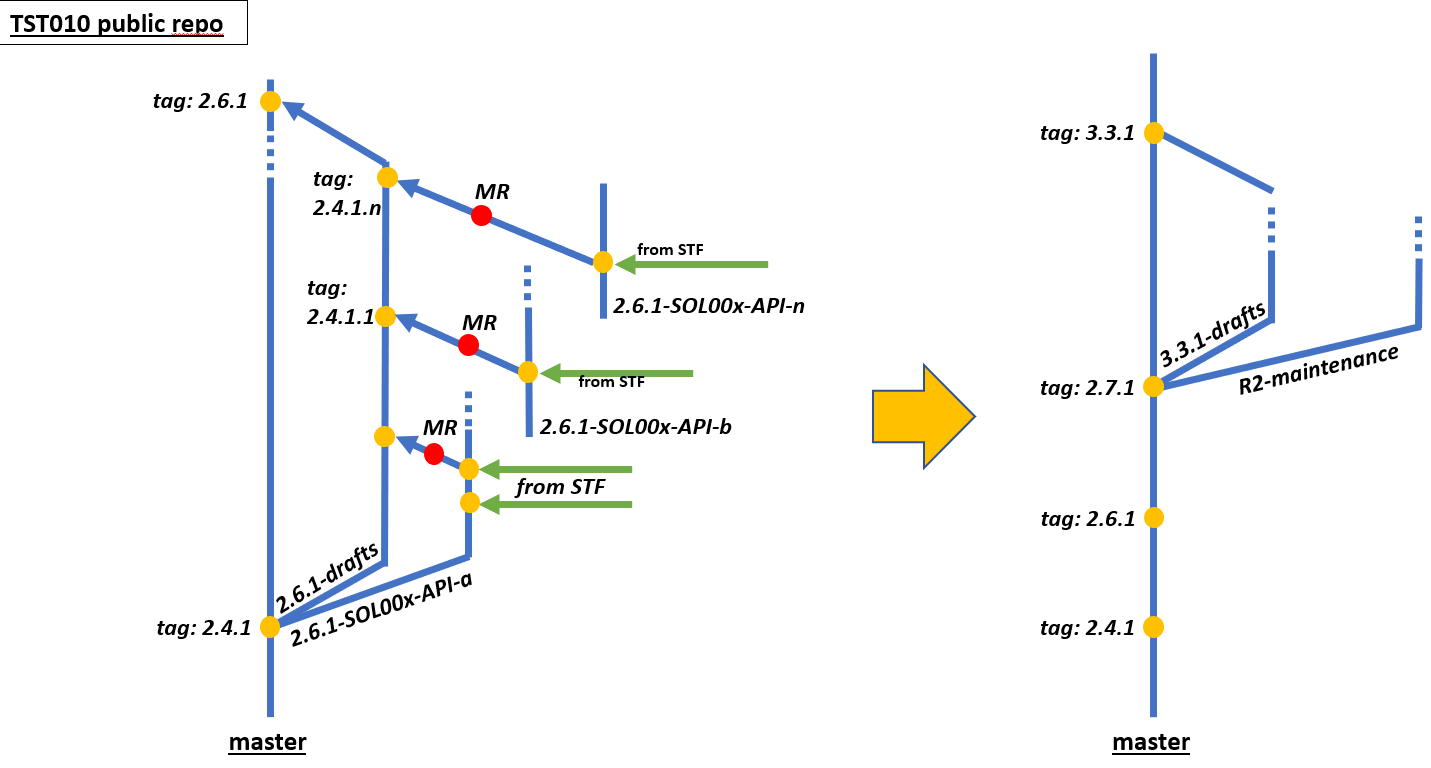 TST010 public repo
tag: 2.6.1
tag:
2.4.1.n
MR
from STF
2.6.1-SOL00x-API-n
tag:
2.4.1.1
MR
from STF
2.6.1-SOL00x-API-b
MR
from STF
2.6.1-drafts
2.6.1-SOL00x-API-a
tag: 2.4.1
master
tag: 3.3.1
3.3.1-drafts
R2-maintenance
tag: 2.7.1
tag: 2.6.1
tag: 2.4.1
master